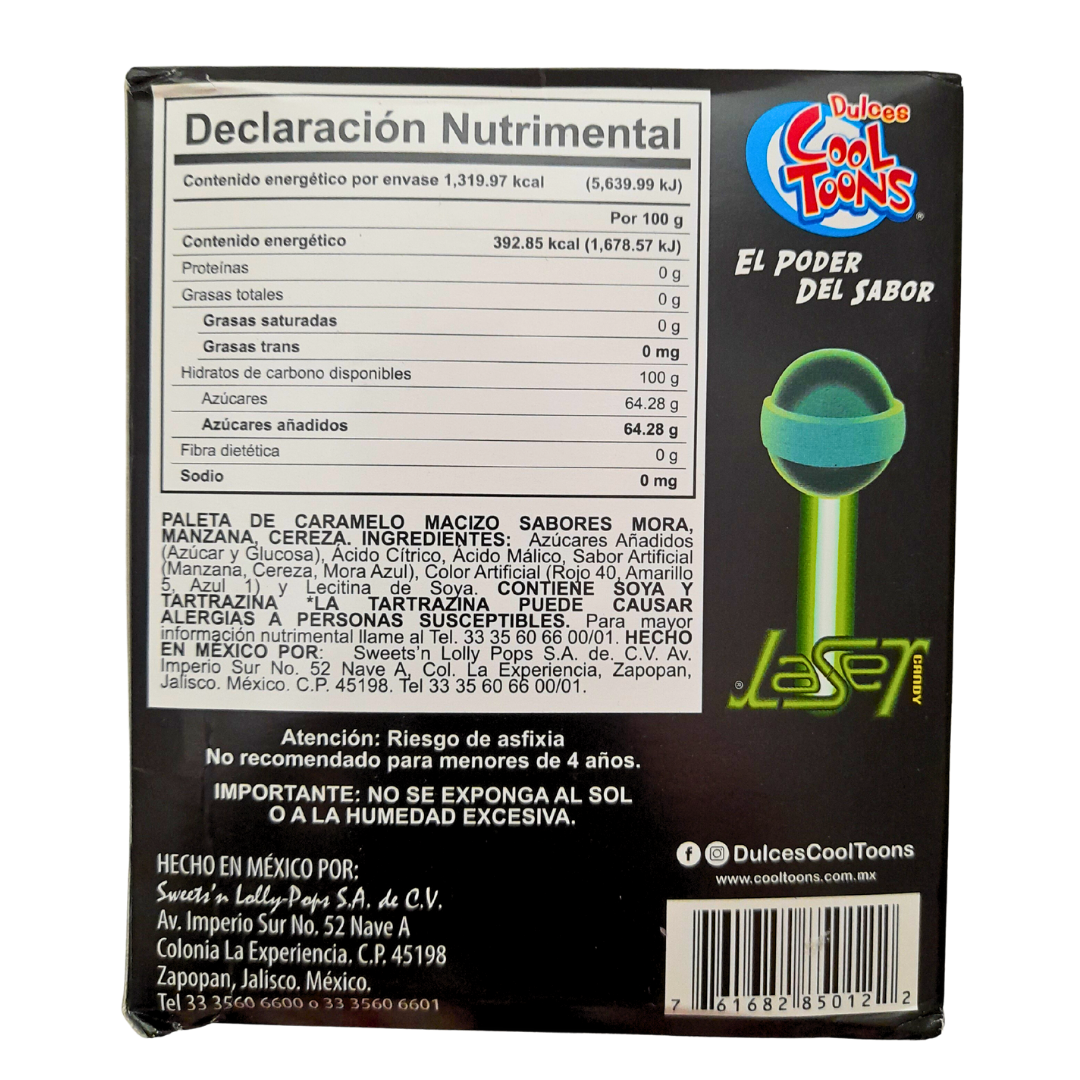 Declaración Nutrimental
Contenido energético por envase 1,319.97 kcal (5,639.99 kJ)
Por 100 g
Contenido energético 392.85 kcal (1,678.57 kJ)
Proteínas 0 g
Grasas totales 0 g
Grasas saturadas 0 g
Grasas trans 0 mg
Hidratos de carbono disponibles 100 g
Azúcares 64.28 g
Azúcares añadidos 64.28 g
Fibra dietética 0 g
Sodio 0 mg
PALETA DE CARAMELO MACIZO SABORES MORA,
MANZANA, CEREZA. INGREDIENTES: Azúcares Añadidos
(Azúcar y Glucosa), Ácido Cítrico, Ácido Málico, Sabor Artificial
(Manzana, Cereza, Mora Azul), Color Artificial (Rojo 40, Amarillo
5, Azul 1) y Lecitina de Soya. CONTIENE SOYA Y
TARTRAZINA *LA TARTRAZINA PUEDE CAUSAR
ALERGIAS A PERSONAS SUSCEPTIBLES. Para mayor
información nutrimental llame al Tel. 33 35 60 66 00/01. HECHO
EN MÉXICO POR: Sweets'n Lolly Pops S.A. de. C.V. Av.
Imperio Sur No. 52 Nave A, Col. La Experiencia, Zapopan,
Jalisco. México. C.P. 45198. Tel 33 35 60 66 00/01.
Atención: Riesgo de asfixia
No recomendado para menores de 4 años.
IMPORTANTE: NO SE EXPONGA AL SOL
O A LA HUMEDAD EXCESIVA.
HECHO EN MÉXICO POR:
Sweets'n Lolly-Pops S.A. de C.V.
Av. Imperio Sur No. 52 Nave A
Colonia La Experiencia. C.P. 45198
Zapopan, Jalisco. México.
Tel 33 3560 6600 o 33 3560 6601
Dulces
COOL
TOONS®
EL PODER
DEL SABOR
LaSer CANDY
®
f DulcesCoolToons
www.cooltoons.com.mx
7 61682 85012 2